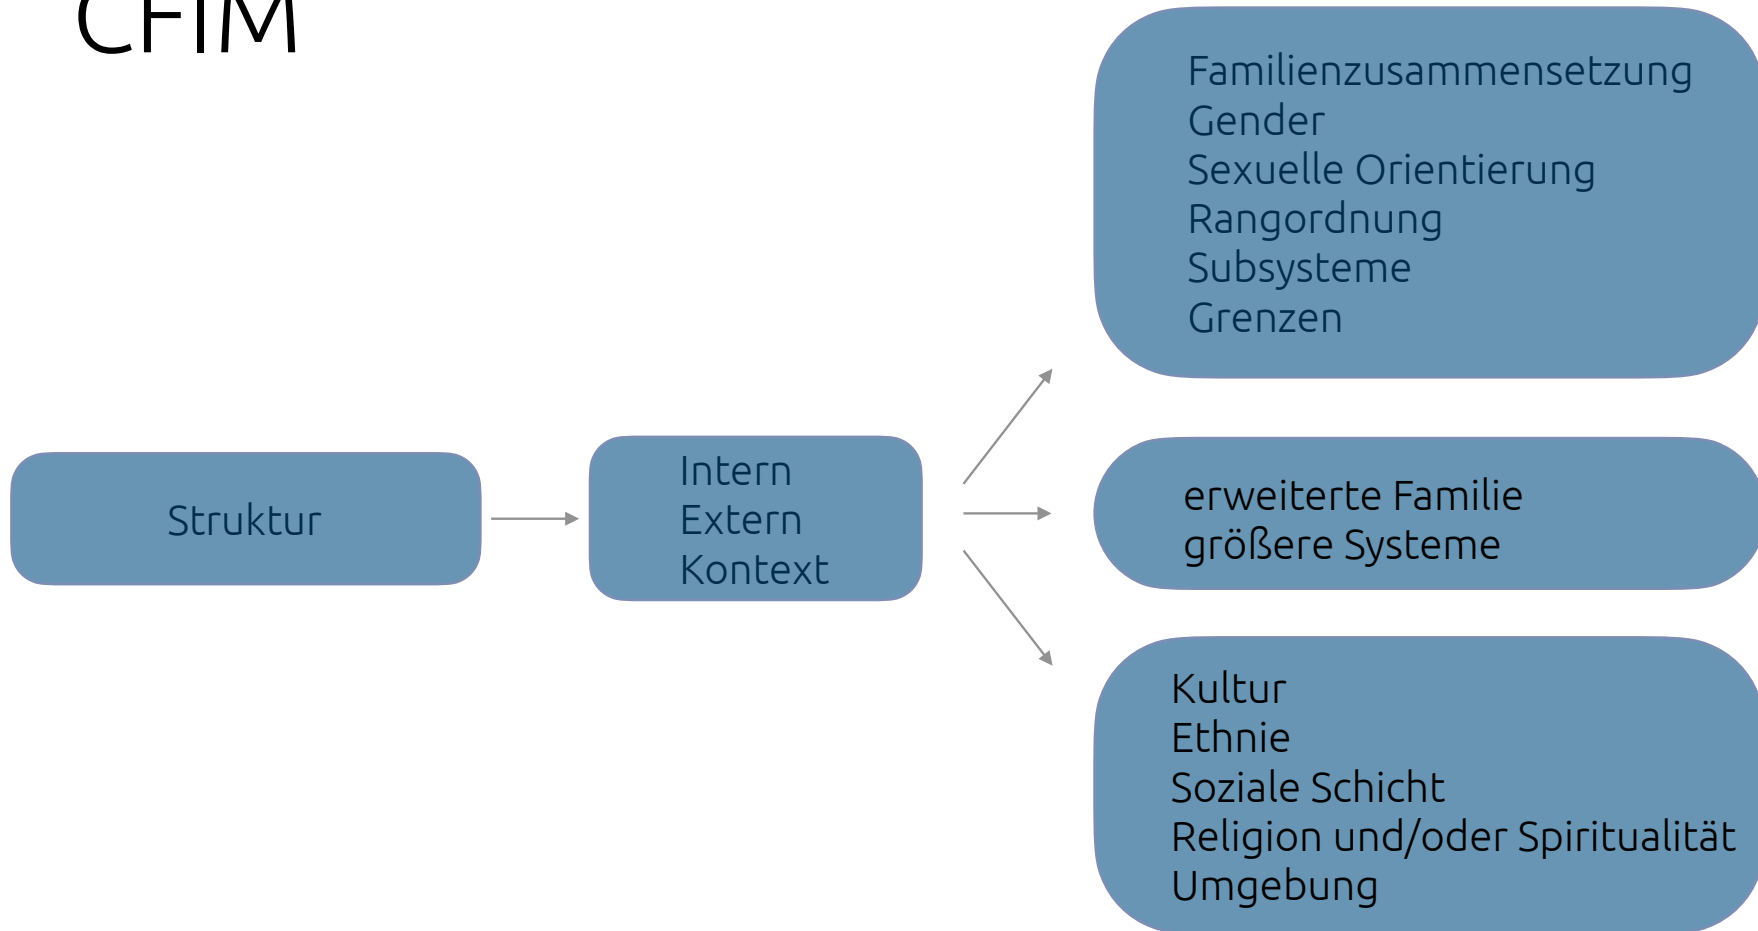 CFIM
Familienzusammensetzung
Gender
Sexuelle Orientierung
Rangordnung
Subsysteme
Grenzen
Struktur
Intern
Extern
Kontext
erweiterte Familie
größere Systeme
Kultur
Ethnie
Soziale Schicht
Religion und/oder Spiritualität
Umgebung